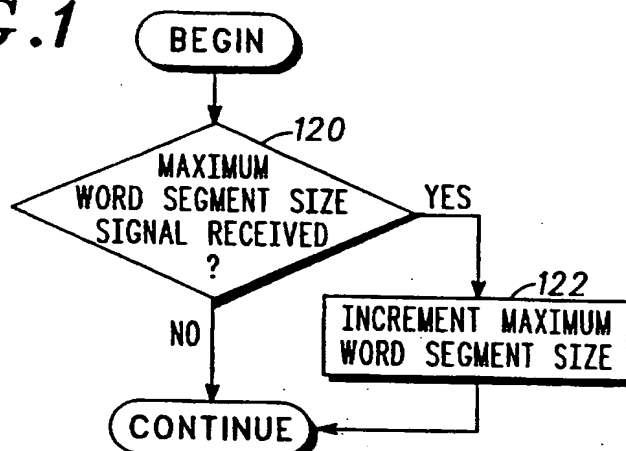 G.1
BEGIN
120
MAXIMUM
WORD SEGMENT SIZE
SIGNAL RECEIVED
?
YES
NO
122
INCREMENT MAXIMUM
WORD SEGMENT SIZE
CONTINUE